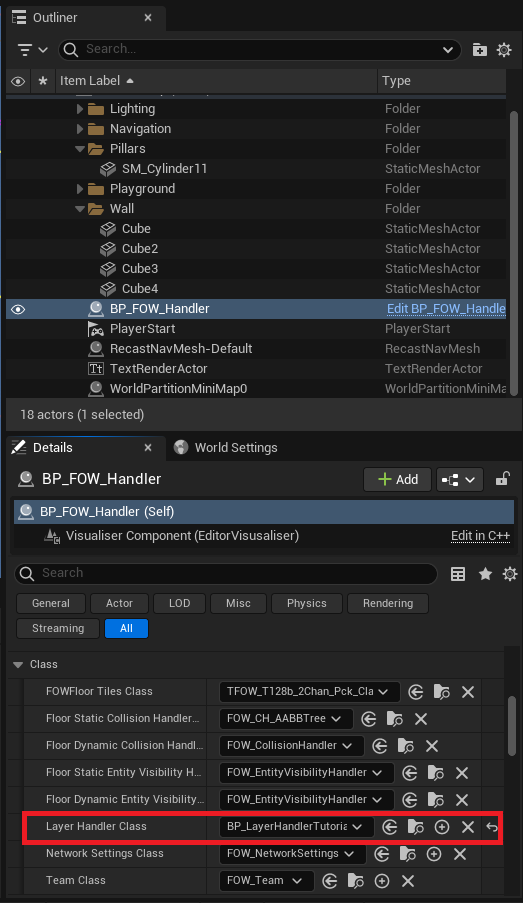 Outliner
Search...
Item Label Type
Lighting Folder
Navigation Folder
Pillars Folder
SM_Cylinder11 StaticMeshActor
Playground Folder
Wall Folder
Cube StaticMeshActor
Cube2 StaticMeshActor
Cube3 StaticMeshActor
Cube4 StaticMeshActor
BP_FOW_Handler Edit BP_FOW_Handle
PlayerStart PlayerStart
RecastNavMesh-Default RecastNavMesh
TextRenderActor TextRenderActor
WorldPartitionMiniMap0 WorldPartitionMiniMa
18 actors (1 selected)
Details World Settings
BP_FOW_Handler Add
BP_FOW_Handler (Self)
Visualiser Component (EditorVisusaliser) Edit in C++
Search
General Actor LOD Misc Physics Rendering
Streaming All
Class
FOWFloor Tiles Class TFOW_T128b_2Chan_Pck_Cla
Floor Static Collision Handler... FOW_CH_AABBTree
Floor Dynamic Collision Handl... FOW_CollisionHandler
Floor Static Entity Visibility H... FOW_EntityVisibilityHandler
Floor Dynamic Entity Visibility... FOW_EntityVisibilityHandler
Layer Handler Class BP_LayerHandlerTutoria
Network Settings Class FOW_NetworkSettings
Team Class FOW_Team